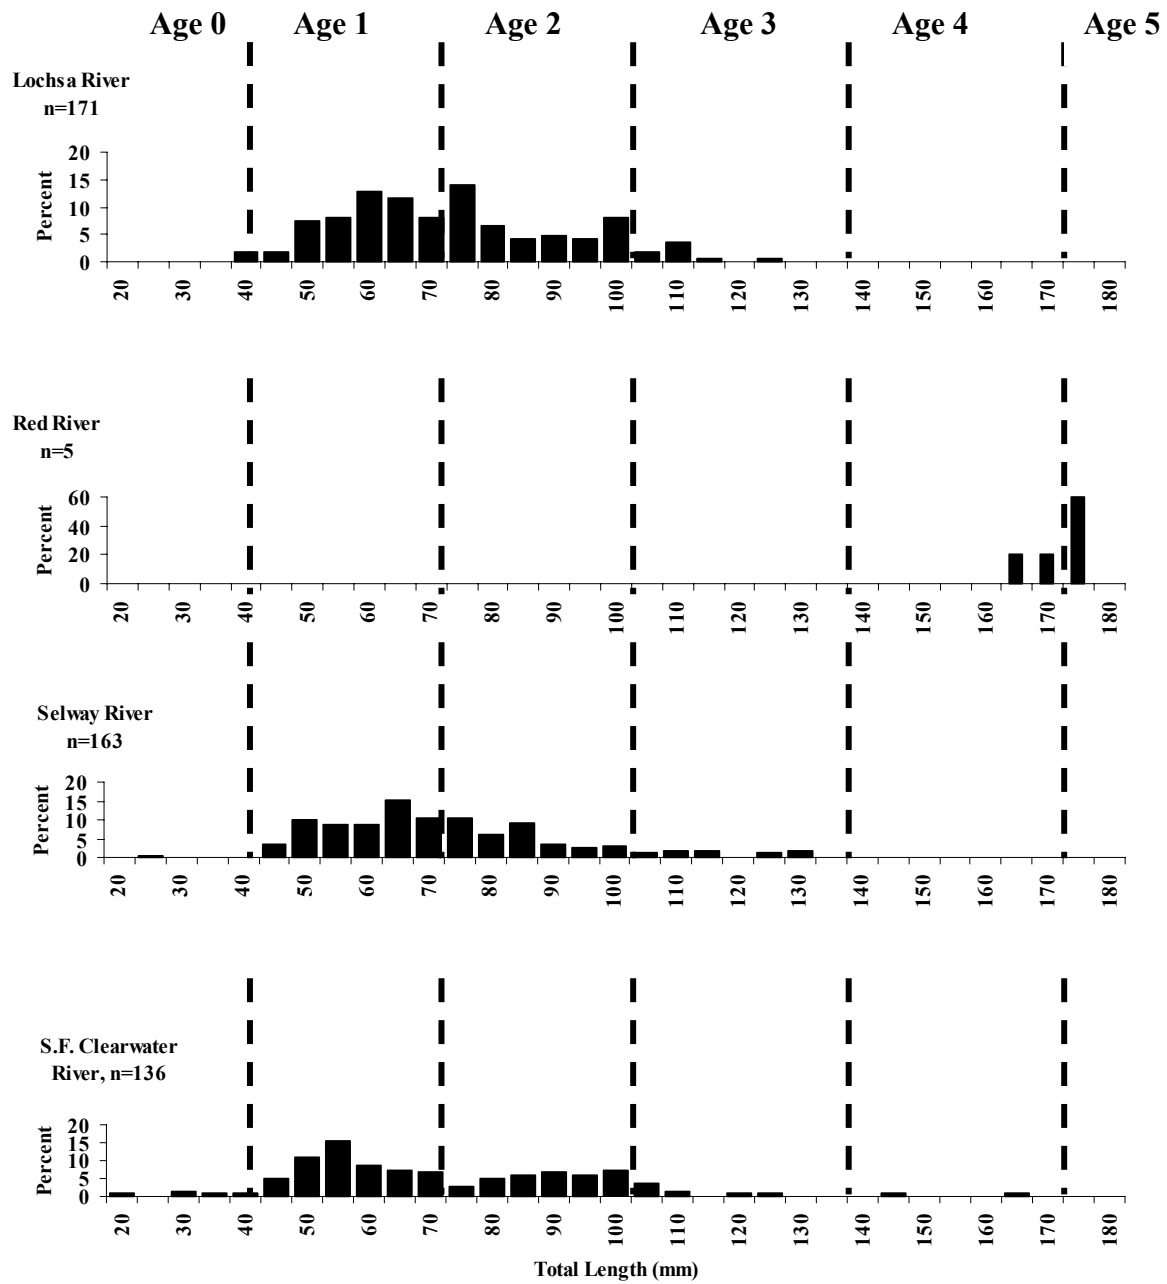 Age 0 Age 1 Age 2 Age 3 Age 4 Age 5
Lochsa River
n=171
Percent
20
15
10
5
0
20 30 40 50 60 70 80 90 100 110 120 130 140 150 160 170 180
Red River
n=5
Percent
60
40
20
0
20 30 40 50 60 70 80 90 100 110 120 130 140 150 160 170 180
Selway River
n=163
Percent
20
15
10
5
0
20 30 40 50 60 70 80 90 100 110 120 130 140 150 160 170 180
S.F. Clearwater
River, n=136
Percent
20
15
10
5
0
20 30 40 50 60 70 80 90 100 110 120 130 140 150 160 170 180
Total Length (mm)